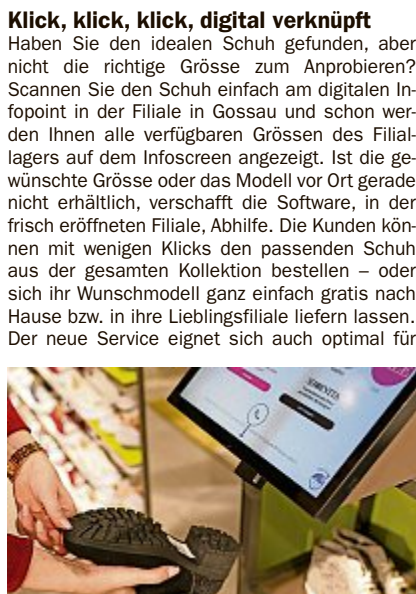 Klick, klick, klick, digital verknüpft
Haben Sie den idealen Schuh gefunden, aber
nicht die richtige Grösse zum Anprobieren?
Scannen Sie den Schuh einfach am digitalen In-
fopoint in der Filiale in Gossau und schon wer-
den Ihnen alle verfügbaren Grössen des Filial-
lagers auf dem Infoscreen angezeigt. Ist die ge-
wünschte Grösse oder das Modell vor Ort gerade
nicht erhältlich, verschafft die Software, in der
frisch eröffneten Filiale, Abhilfe. Die Kunden kön-
nen mit wenigen Klicks den passenden Schuh
aus der gesamten Kollektion bestellen – oder
sich ihr Wunschmodell ganz einfach gratis nach
Hause bzw. in ihre Lieblingsfiliale liefern lassen.
Der neue Service eignet sich auch optimal für